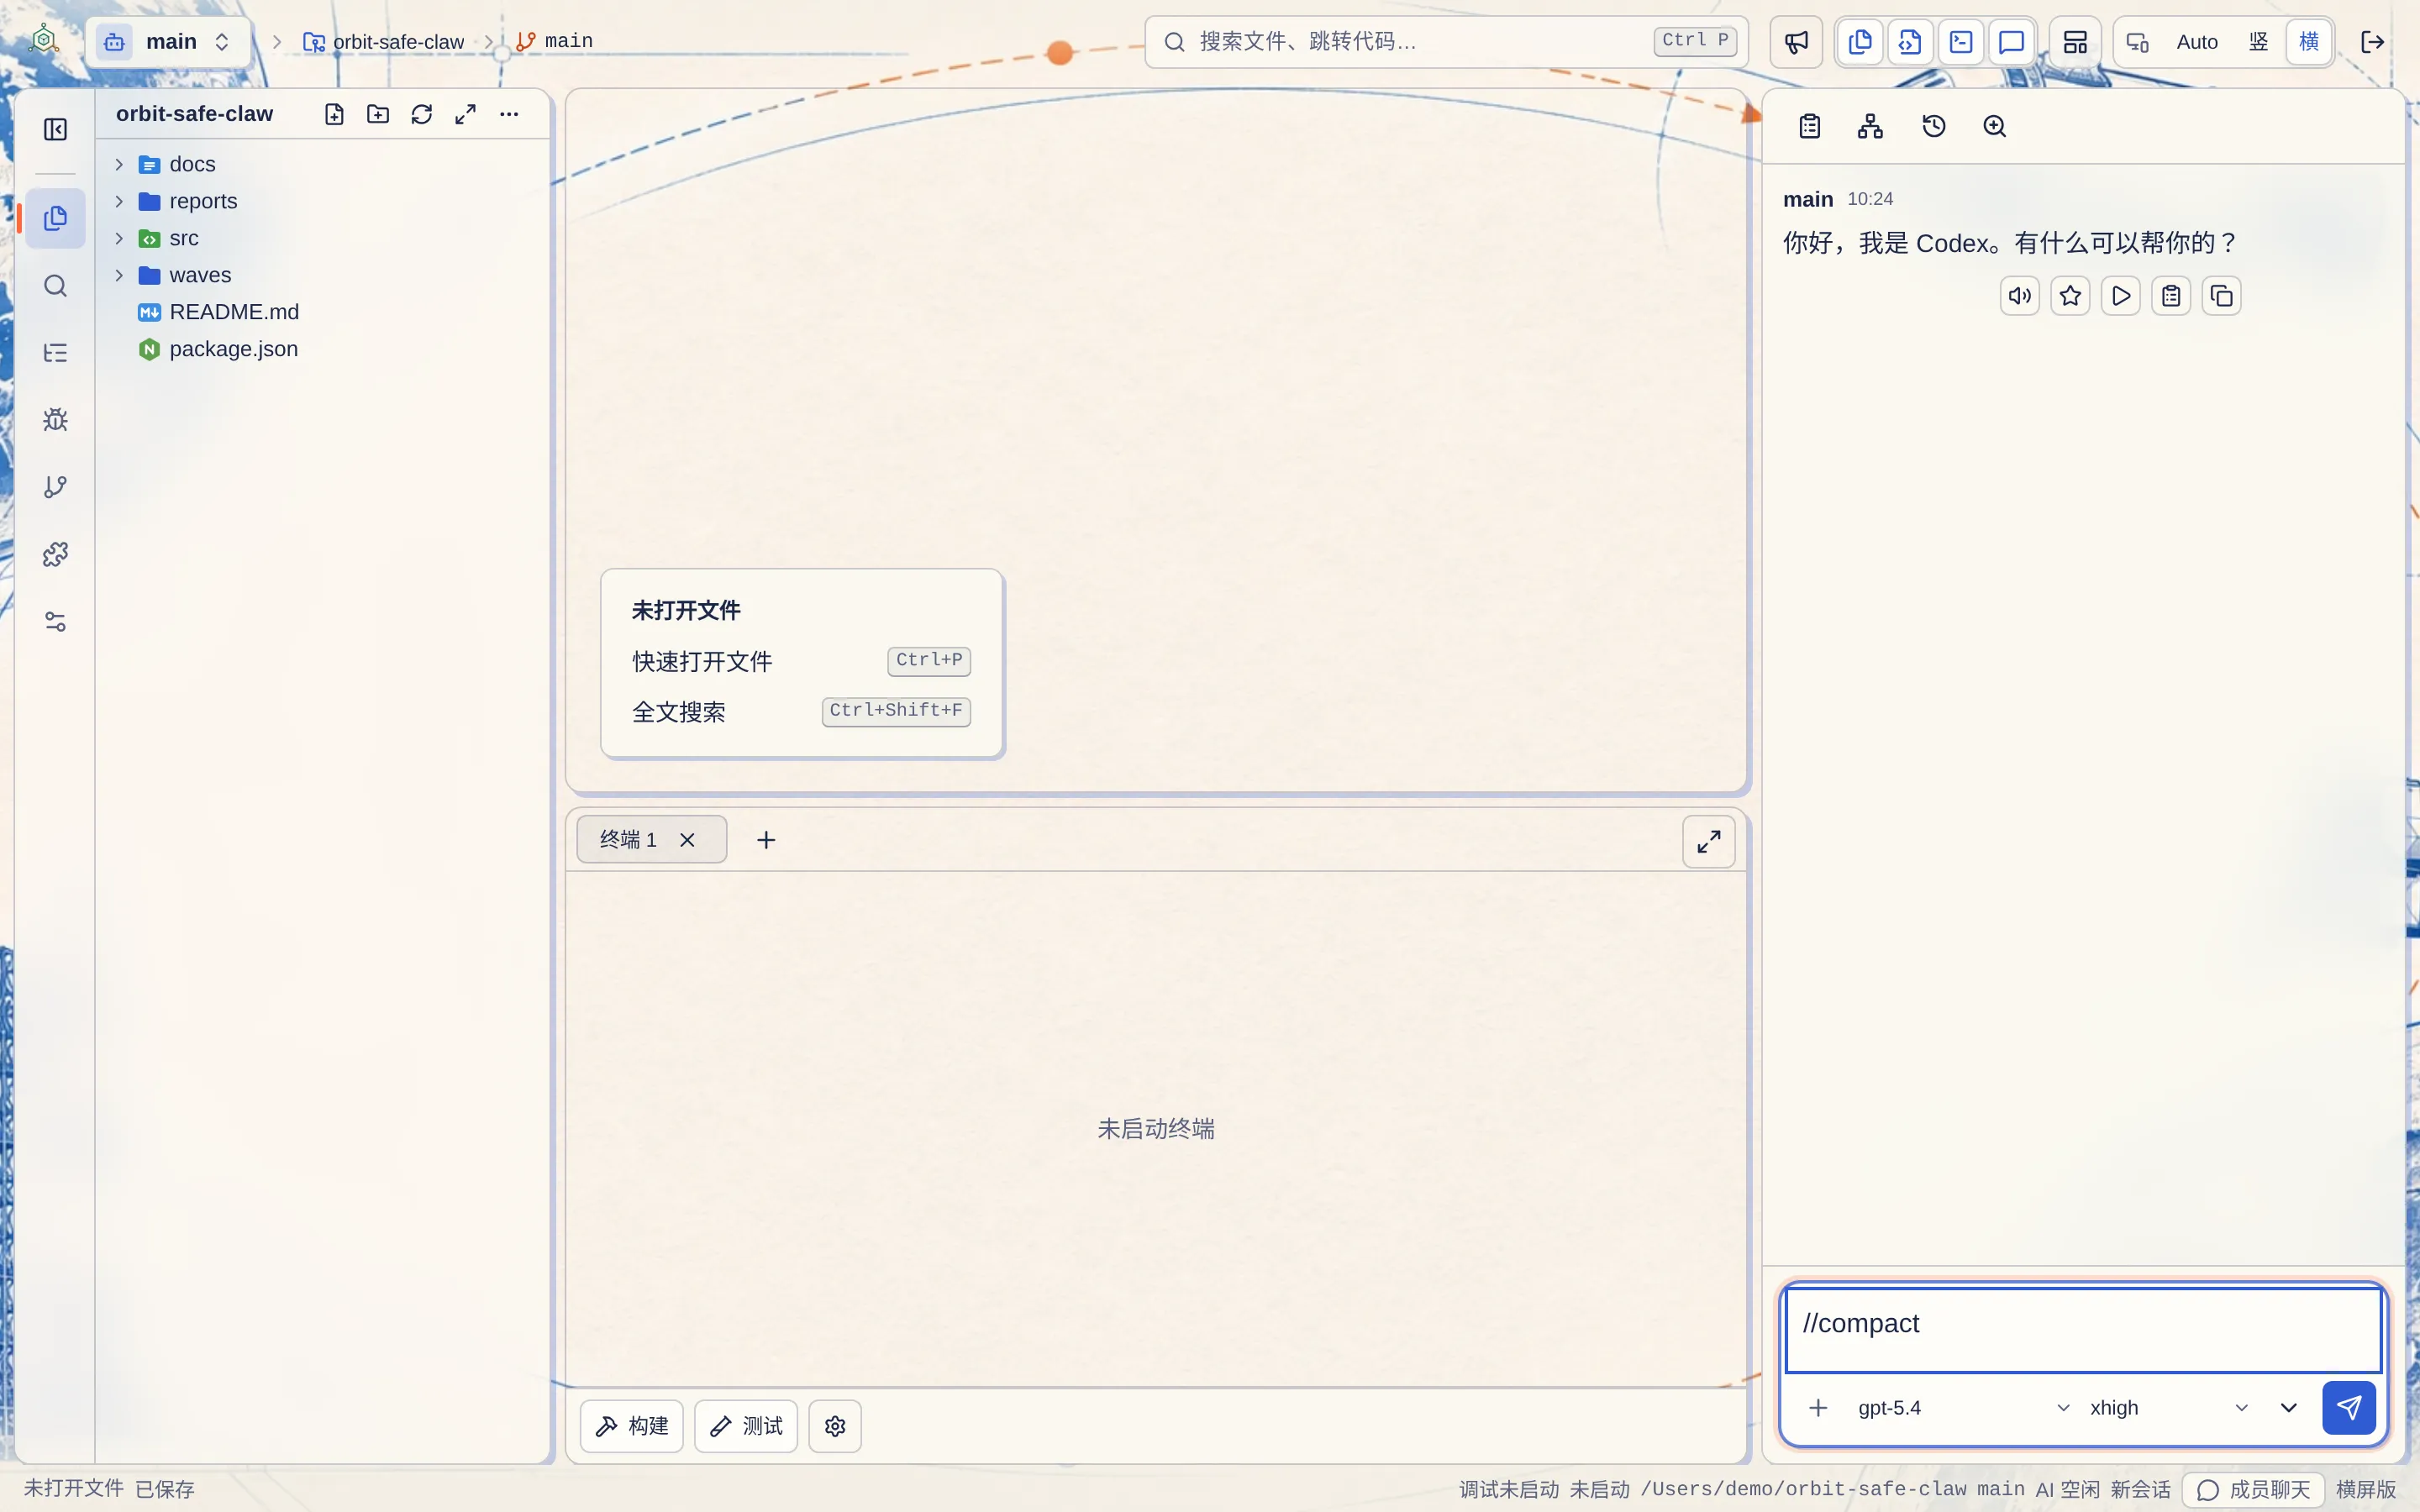 main
orbit-safe-claw
main
搜索文件、跳转代码…
Ctrl P
Auto
竖
横
orbit-safe-claw
docs
reports
src
waves
README.md
package.json
未打开文件
快速打开文件 Ctrl+P
全文搜索 Ctrl+Shift+F
终端 1
未启动终端
构建
测试
main 10:24
你好，我是 Codex。有什么可以帮你的？
//compact
gpt-5.4
xhigh
未打开文件 已保存
调试未启动 未启动 /Users/demo/orbit-safe-claw main AI 空闲 新会话 成员聊天 横屏版